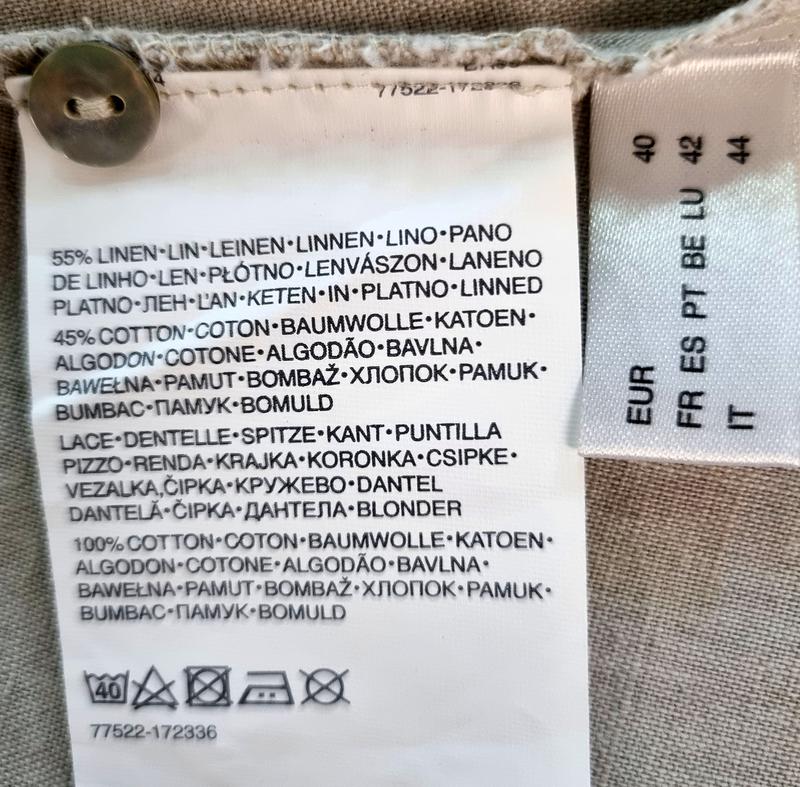 55% LINEN•LIN•LEINEN•LINNEN•LINO•PANO
DE LINHO•LEN•PŁÓTNO•LENVÁSZON•LANENO
PLATNO•ЛЕН•ĽAN•KETEN•IN•PLATNO•LINNED
45% COTTON•COTON•BAUMWOLLE•KATOEN•
ALGODON•COTONE•ALGODÃO•BAVLNA•
BAWEŁNA•PAMUT•BOMBAŽ•ХЛОПОК•PAMUK•
BUMBAC•ПАМУК•BOMULD
LACE•DENTELLE•SPITZE•KANT•PUNTILLA
PIZZO•RENDA•KRAJKA•KORONKA•CSIPKE•
VEZALKA,ČIPKA•КРУЖЕВО•DANTEL
DANTELĂ•ČIPKA•ДАНТЕЛА•BLONDER
100% COTTON•COTON•BAUMWOLLE•KATOEN•
ALGODON•COTONE•ALGODÃO•BAVLNA•
BAWEŁNA•PAMUT•BOMBAŽ•ХЛОПОК•PAMUK•
BUMBAC•ПАМУК•BOMULD
40
77522-172336
EUR 40
FR ES PT BE LU 42
IT 44